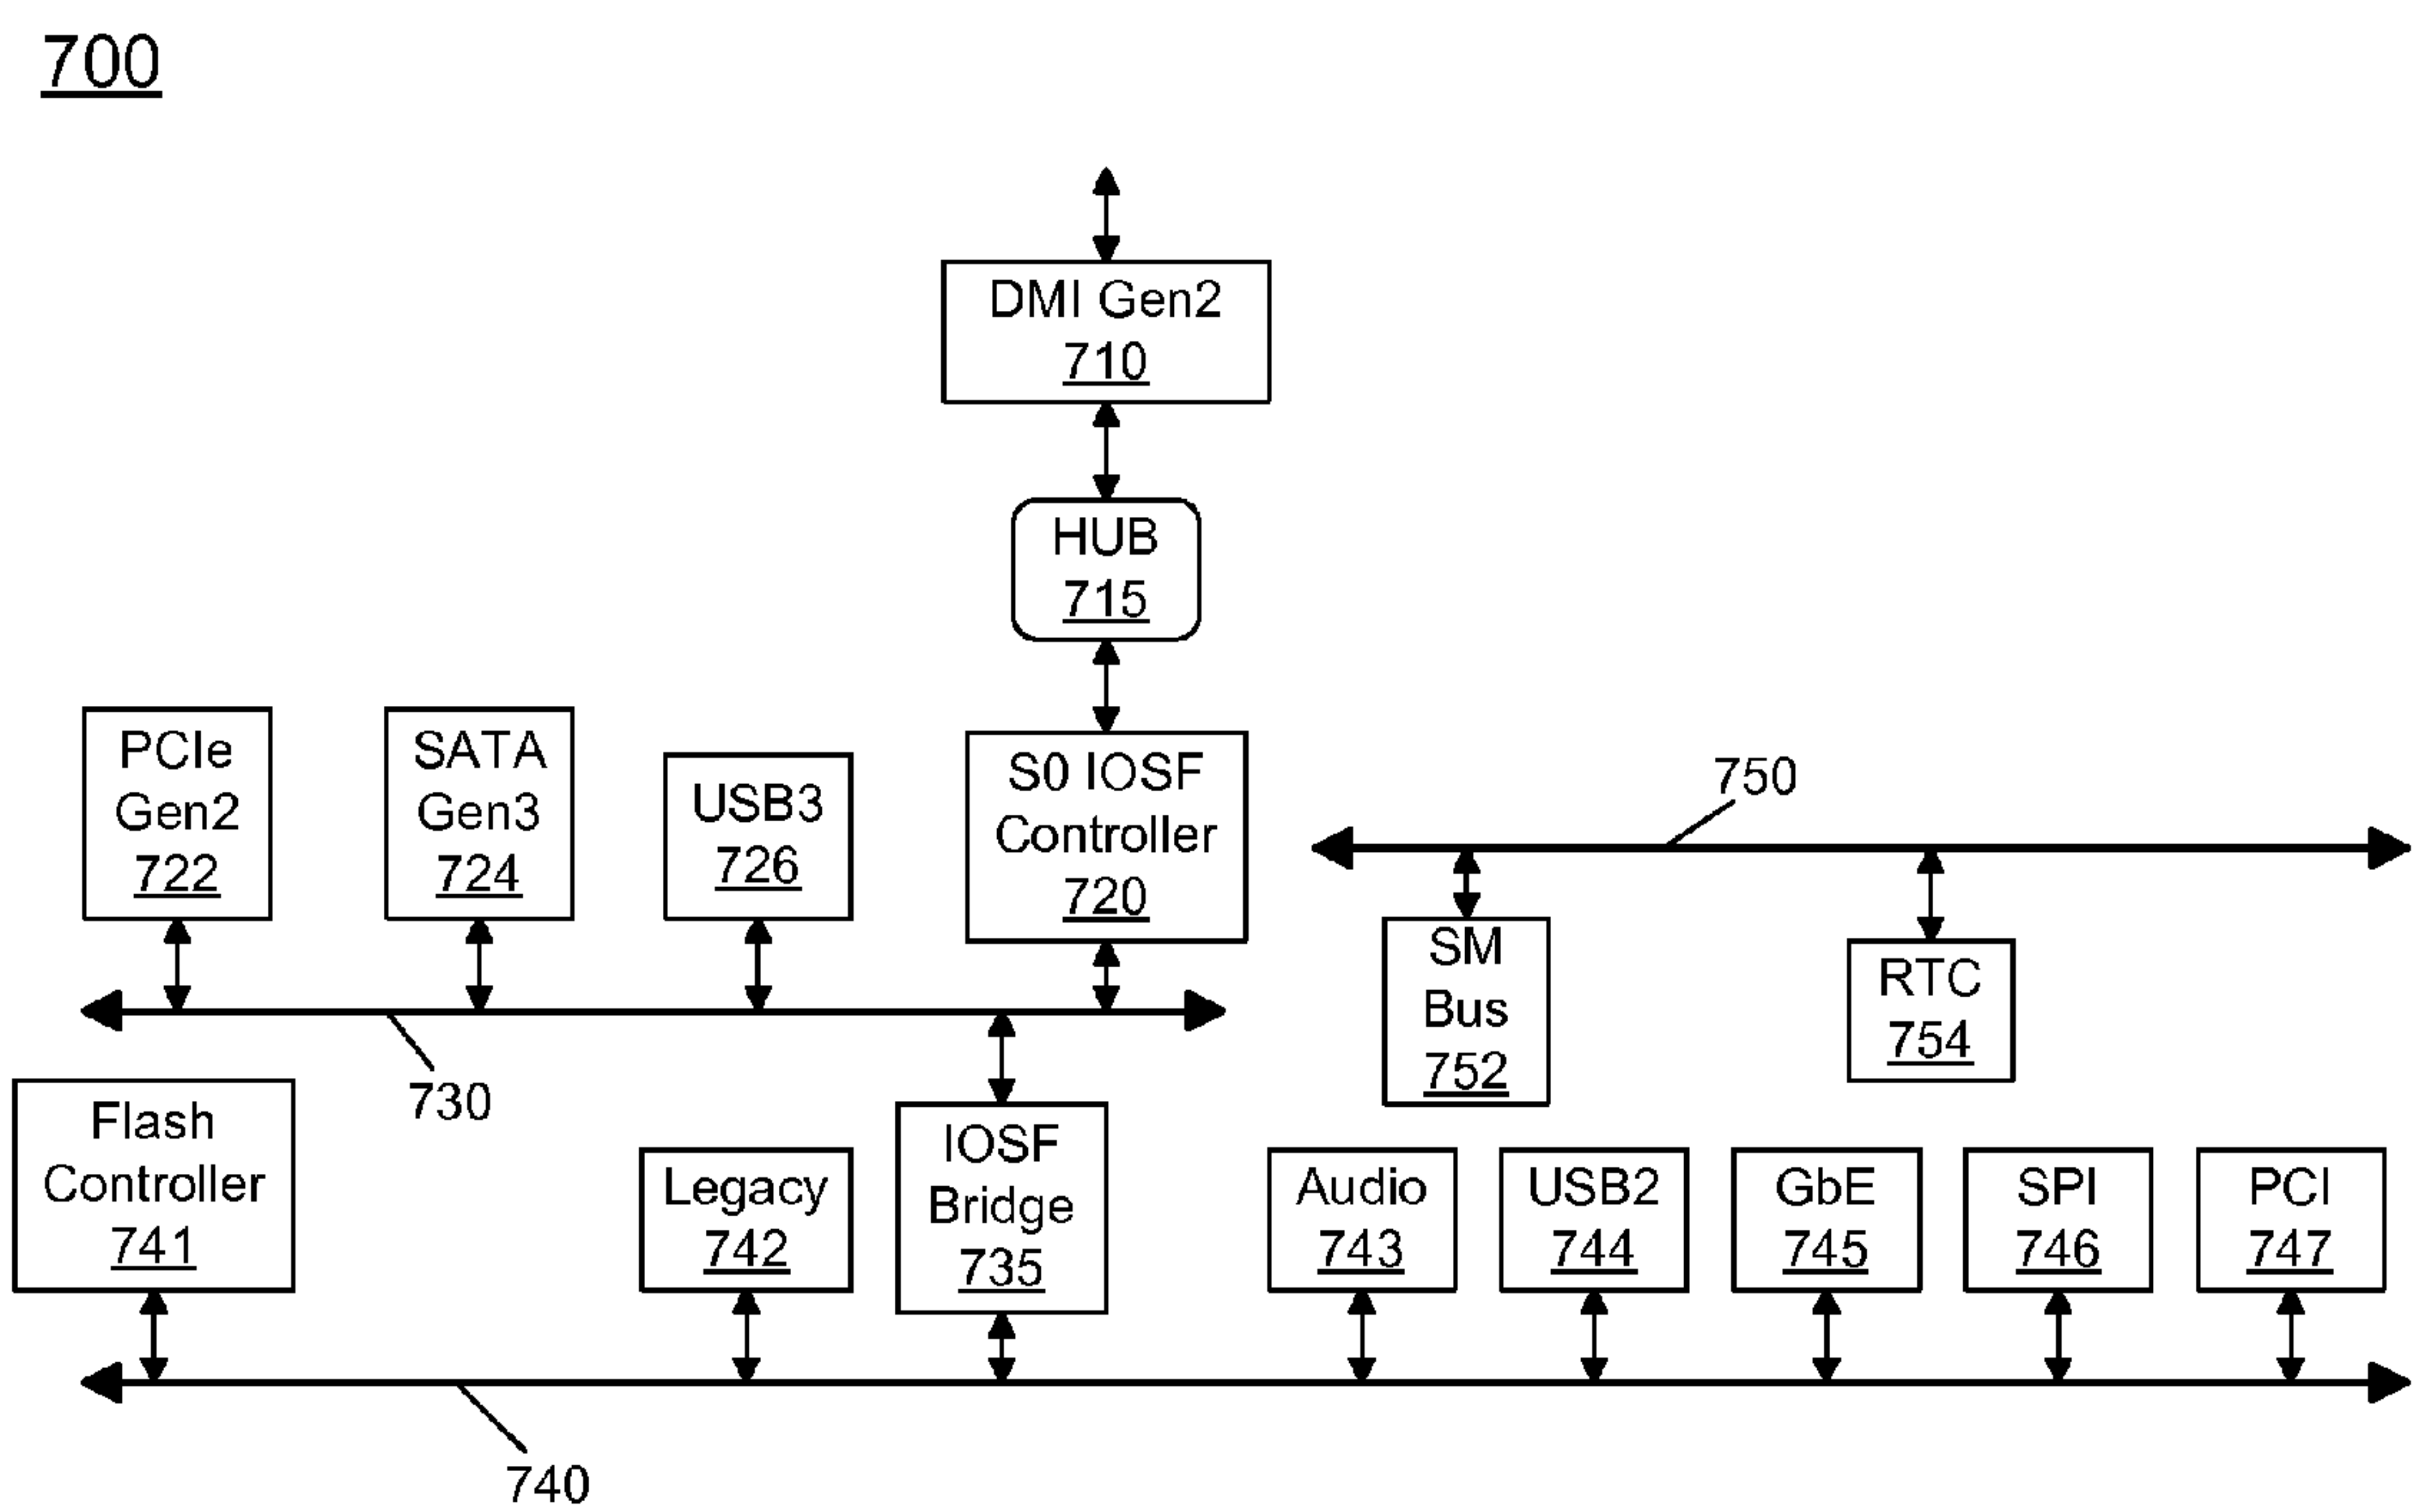 700
DMI Gen2
710
HUB
715
PCIe
Gen2
722
SATA
Gen3
724
USB3
726
S0 IOSF
Controller
720
750
SM
Bus
752
RTC
754
730
Flash
Controller
741
Legacy
742
IOSF
Bridge
735
Audio
743
USB2
744
GbE
745
SPI
746
PCI
747
740